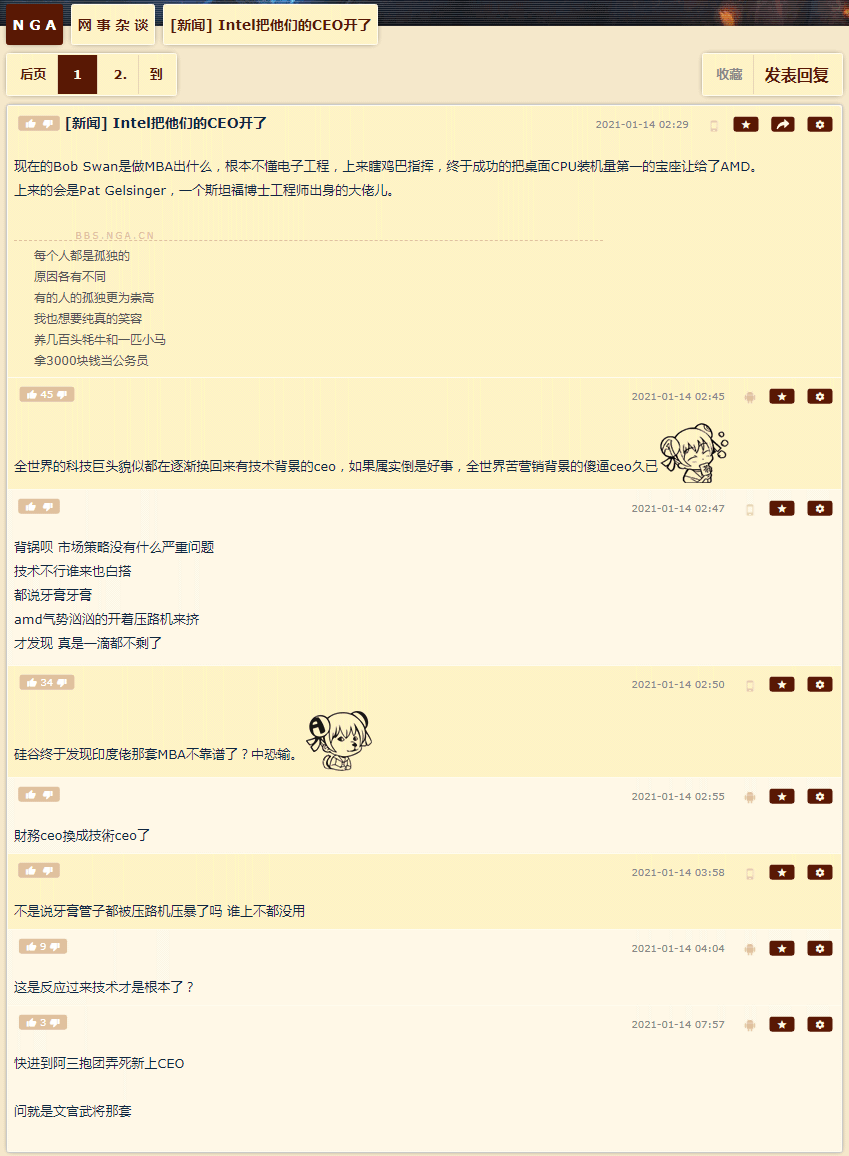 NGA
网事杂谈
[新闻] Intel把他们的CEO开了
后页
1
2.
到
收藏
发表回复
[新闻] Intel把他们的CEO开了
2021-01-14 02:29
现在的Bob Swan是做MBA出什么，根本不懂电子工程，上来瞎鸡巴指挥，终于成功的把桌面CPU装机量第一的宝座让给了AMD。
上来的会是Pat Gelsinger，一个斯坦福博士工程师出身的大佬儿。
BBS.NGA.CN
每个人都是孤独的
原因各有不同
有的人的孤独更为崇高
我也想要纯真的笑容
养几百头牦牛和一匹小马
拿3000块钱当公务员
45
2021-01-14 02:45
全世界的科技巨头貌似都在逐渐换回来有技术背景的ceo，如果属实倒是好事，全世界苦营销背景的傻逼ceo久已
2021-01-14 02:47
背锅呗 市场策略没有什么严重问题
技术不行谁来也白搭
都说牙膏牙膏
amd气势汹汹的开着压路机来挤
才发现 真是一滴都不剩了
34
2021-01-14 02:50
硅谷终于发现印度佬那套MBA不靠谱了？中恐输。
2021-01-14 02:55
財務ceo換成技術ceo了
2021-01-14 03:58
不是说牙膏管子都被压路机压暴了吗 谁上不都没用
9
2021-01-14 04:04
这是反应过来技术才是根本了？
3
2021-01-14 07:57
快进到阿三抱团弄死新上CEO
问就是文官武将那套